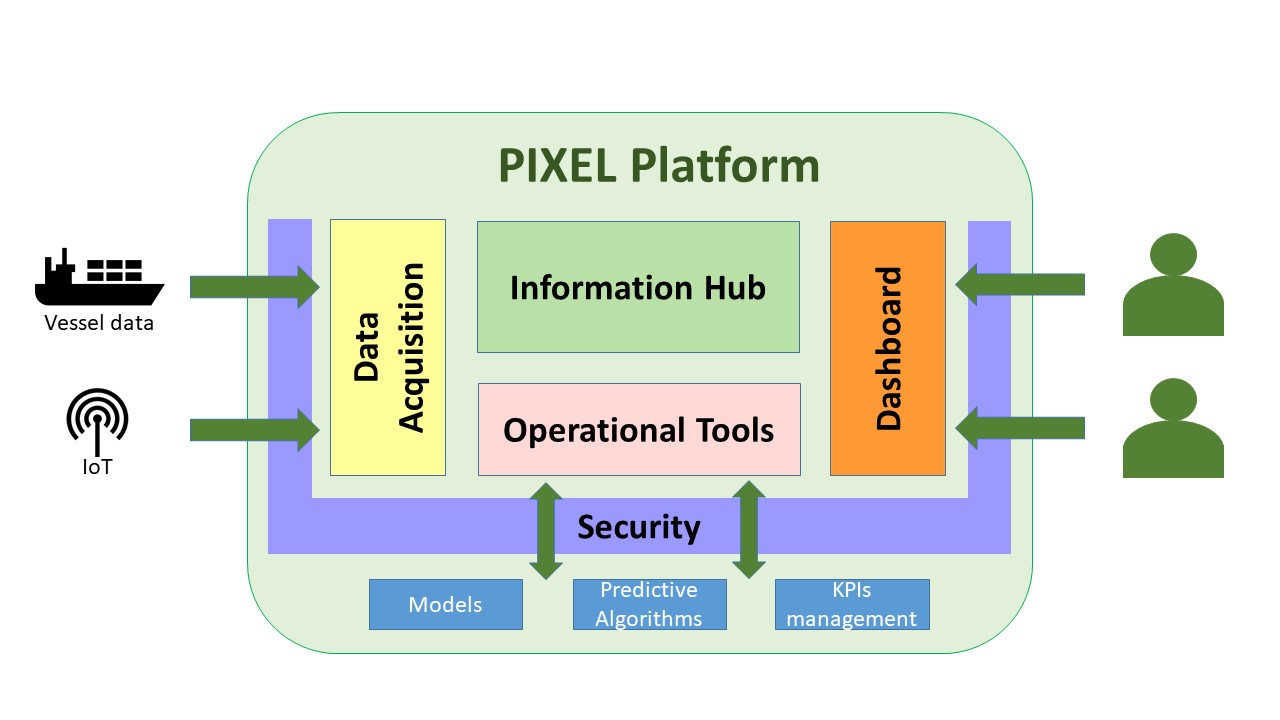 PIXEL Platform
Vessel data
IoT
Data
Acquisition
Information Hub
Operational Tools
Dashboard
Security
Models
Predictive
Algorithms
KPIs
management